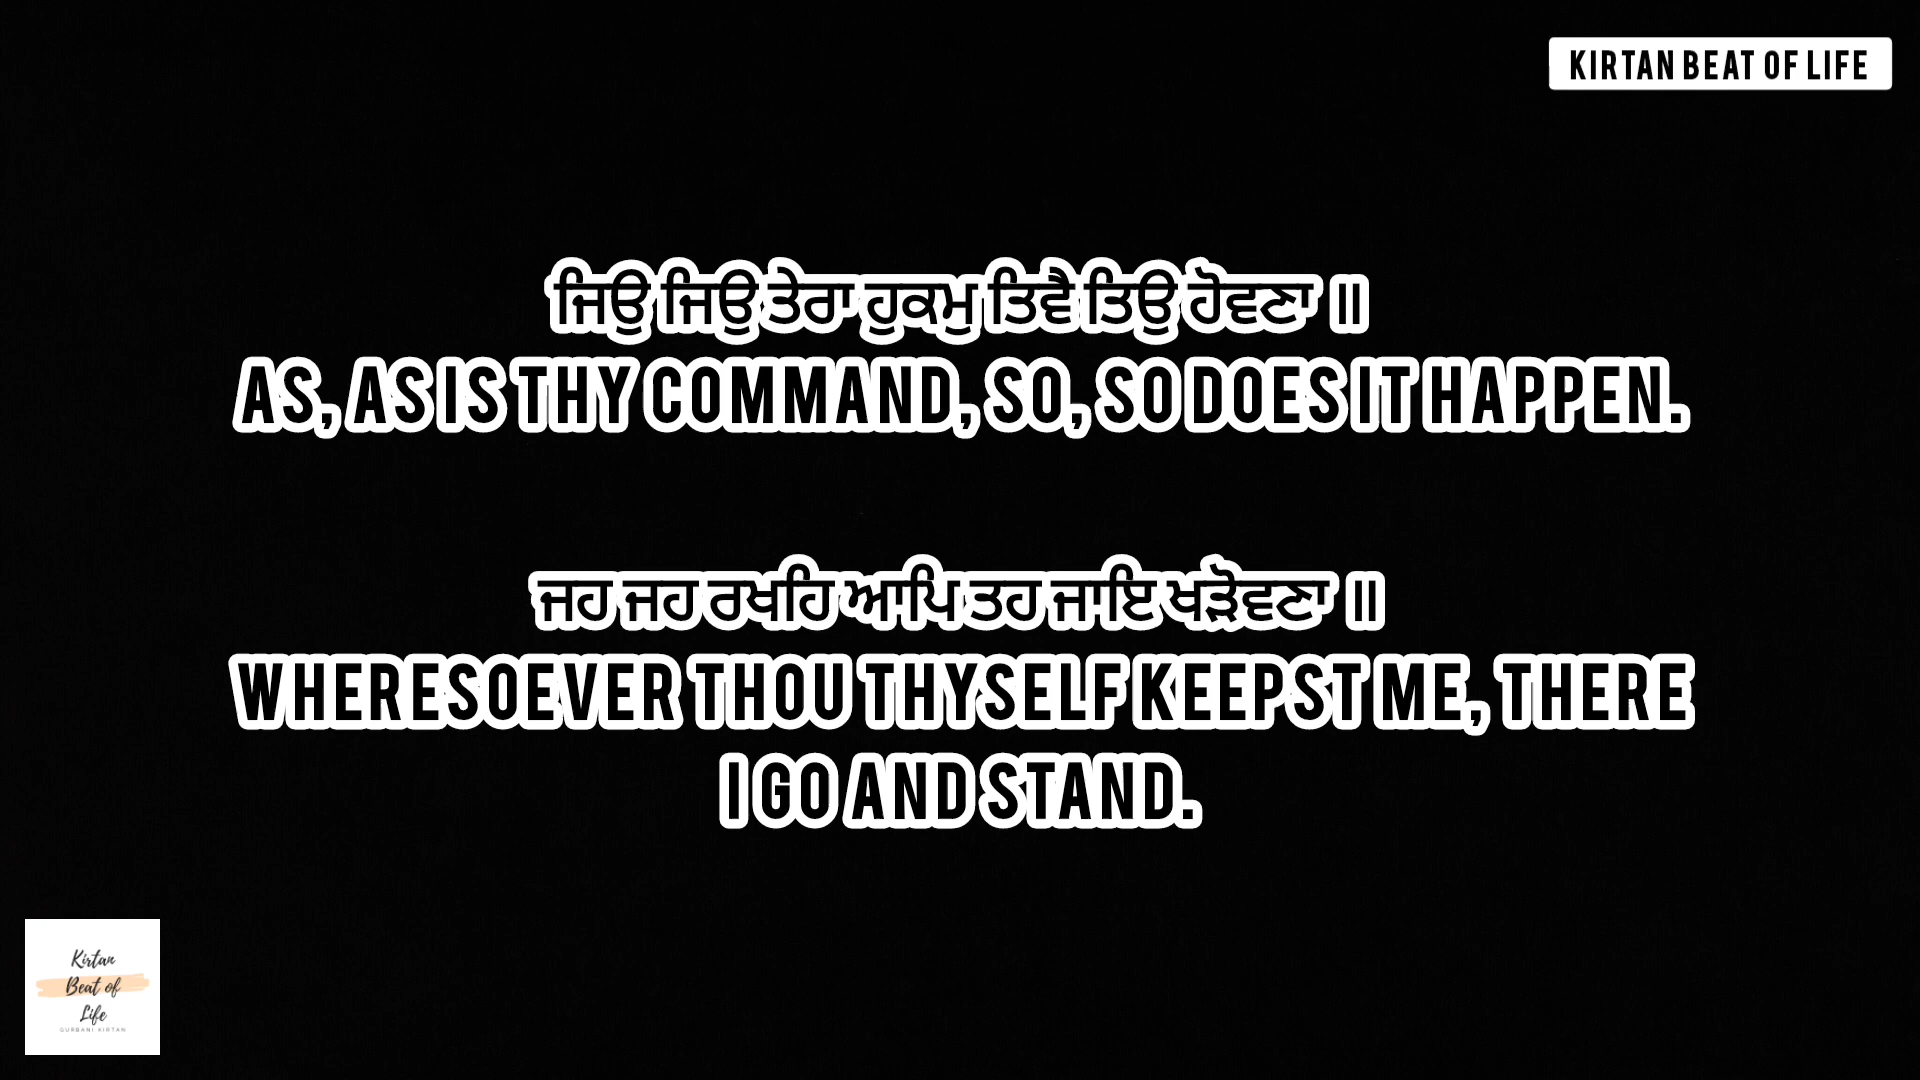 KIRTAN BEAT OF LIFE
ਜਿਉ ਜਿਉ ਤੇਰਾ ਹੁਕਮੁ ਤਿਵੈ ਤਿਉ ਹੋਵਣਾ ॥
AS, AS IS THY COMMAND, SO, SO DOES IT HAPPEN.
ਜਹ ਜਹ ਰਖਹਿ ਆਪਿ ਤਹ ਜਾਇ ਖੜੋਵਣਾ ॥
WHERESOEVER THOU THYSELF KEEPST ME, THERE
I GO AND STAND.
Kirtan
Beat of
Life
GURBANI KIRTAN